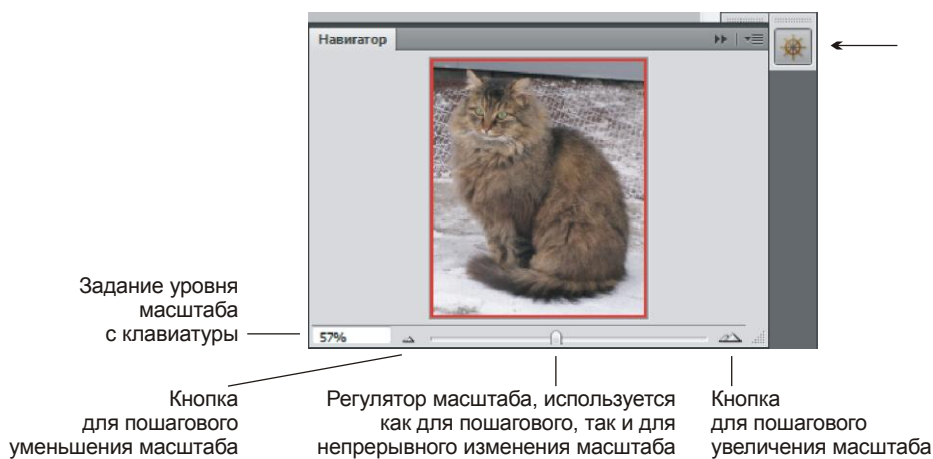 Навигатор
Задание уровня
масштаба
с клавиатуры
57%
Кнопка
для пошагового
уменьшения масштаба
Регулятор масштаба, используется
как для пошагового, так и для
непрерывного изменения масштаба
Кнопка
для пошагового
увеличения масштаба